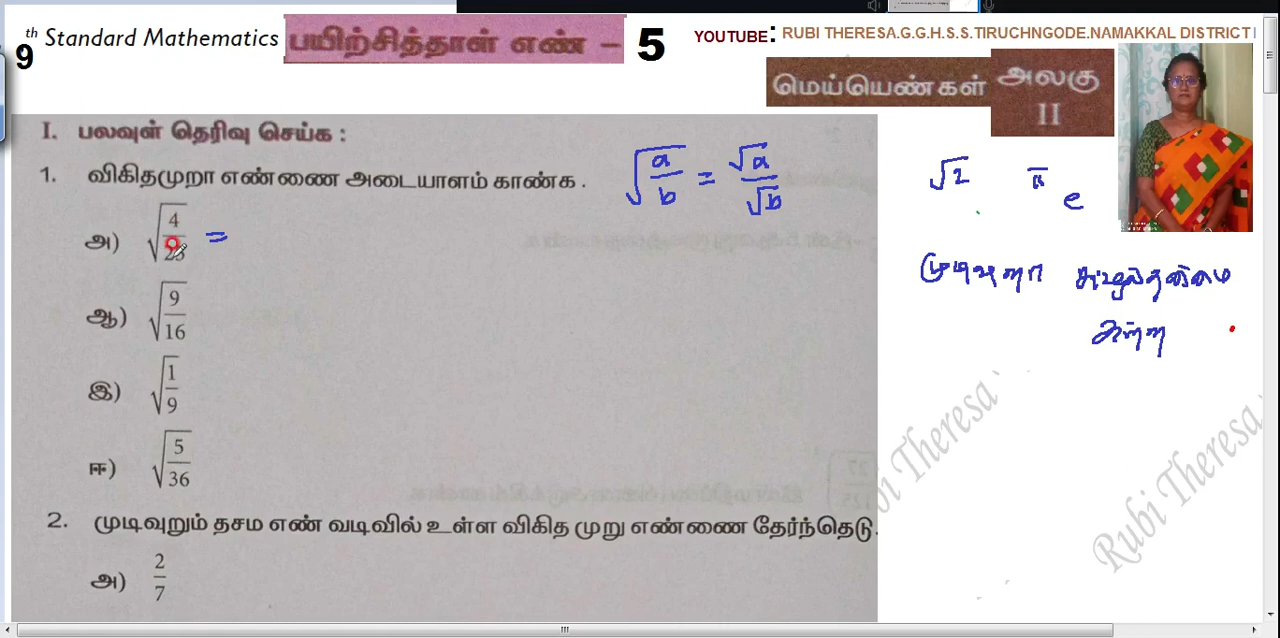 9th Standard Mathematics பயிற்சித்தாள் எண் – 5 YOUTUBE: RUBI THERESA.G.G.H.S.S.TIRUCHNGODE.NAMAKKAL DISTRICT
மெய்யெண்கள் அலகு II
I. பலவுள் தெரிவு செய்க :
1. விகிதமுறா எண்ணை அடையாளம் காண்க .
√(a/b) = √a/√b
√2 π e
அ) √(4/25) =
முடிவுறா சுழல்தன்மை
அற்ற
ஆ) √(9/16)
இ) √(1/9)
ஈ) √(5/36)
2. முடிவுறும் தசம எண் வடிவில் உள்ள விகித முறு எண்ணை தேர்ந்தெடு.
அ) 2/7
Rubi Theresa
Rubi Theresa